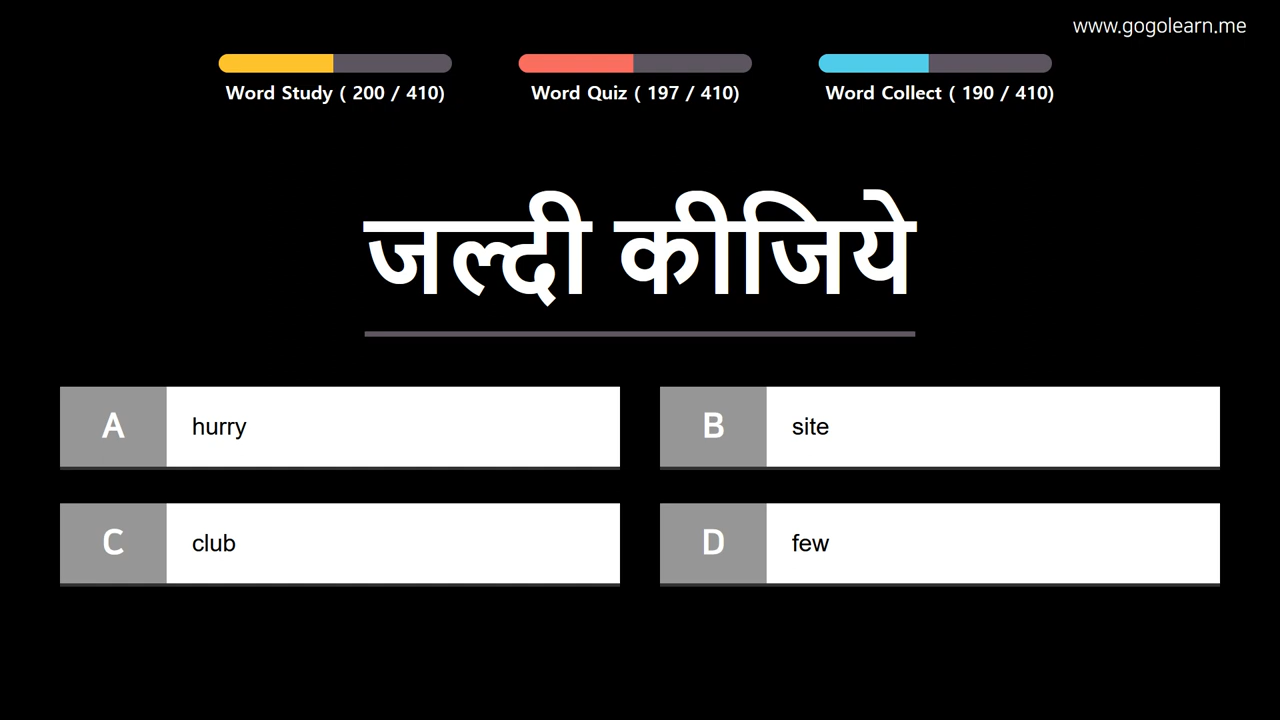 www.gogolearn.me
Word Study ( 200 / 410)
Word Quiz ( 197 / 410)
Word Collect ( 190 / 410)
जल्दी कीजिये
A hurry
B site
C club
D few